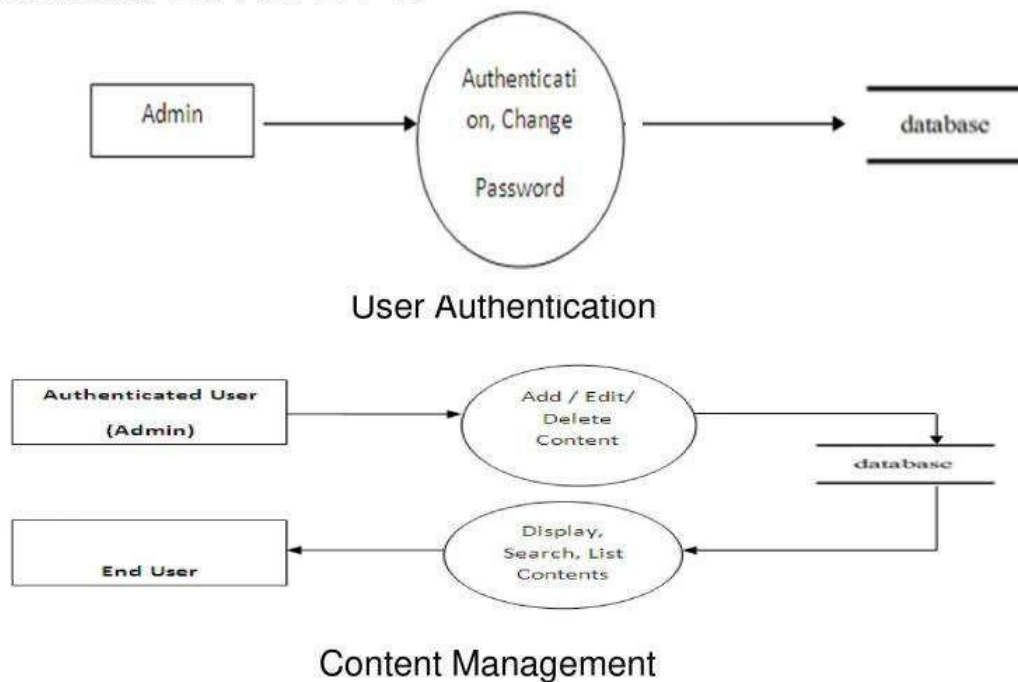 Admin
Authenticati
on, Change
Password
database
User Authentication
Authenticated User
(Admin)
Add / Edit/
Delete
Content
database
Display,
Search, List
Contents
End User
Content Management